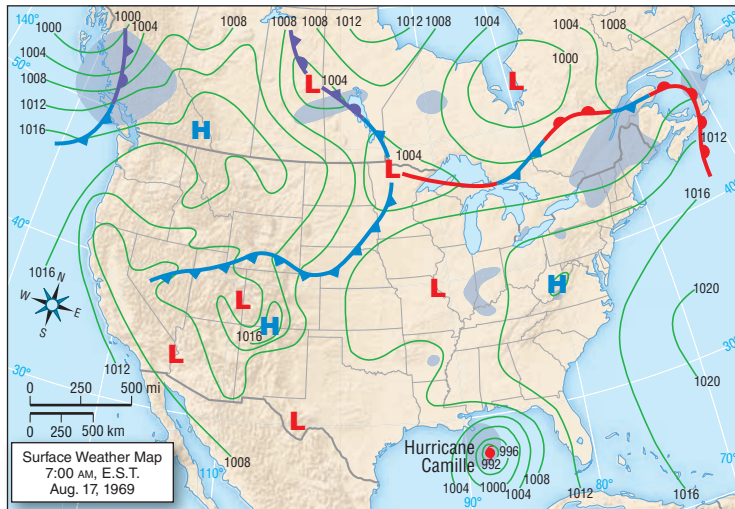 1000
1004
1000
1004
1008
1012
1016
1008
1008
1012
1012
1008
1004
1004
1008
1000
140°
50°
50°
L
1004
L
H
L
1004
1012
1016
70°
40°
40°
1016
N
W
E
S
L
H
1016
L
H
1020
1020
30°
30°
L
1012
0 250 500 mi
0 250 500 km
L
Surface Weather Map
7:00 AM, E.S.T.
Aug. 17, 1969
110°
1008
Hurricane
Camille
996
992
1004
1000
1004
1008
1012
1016
90°
80°
70°